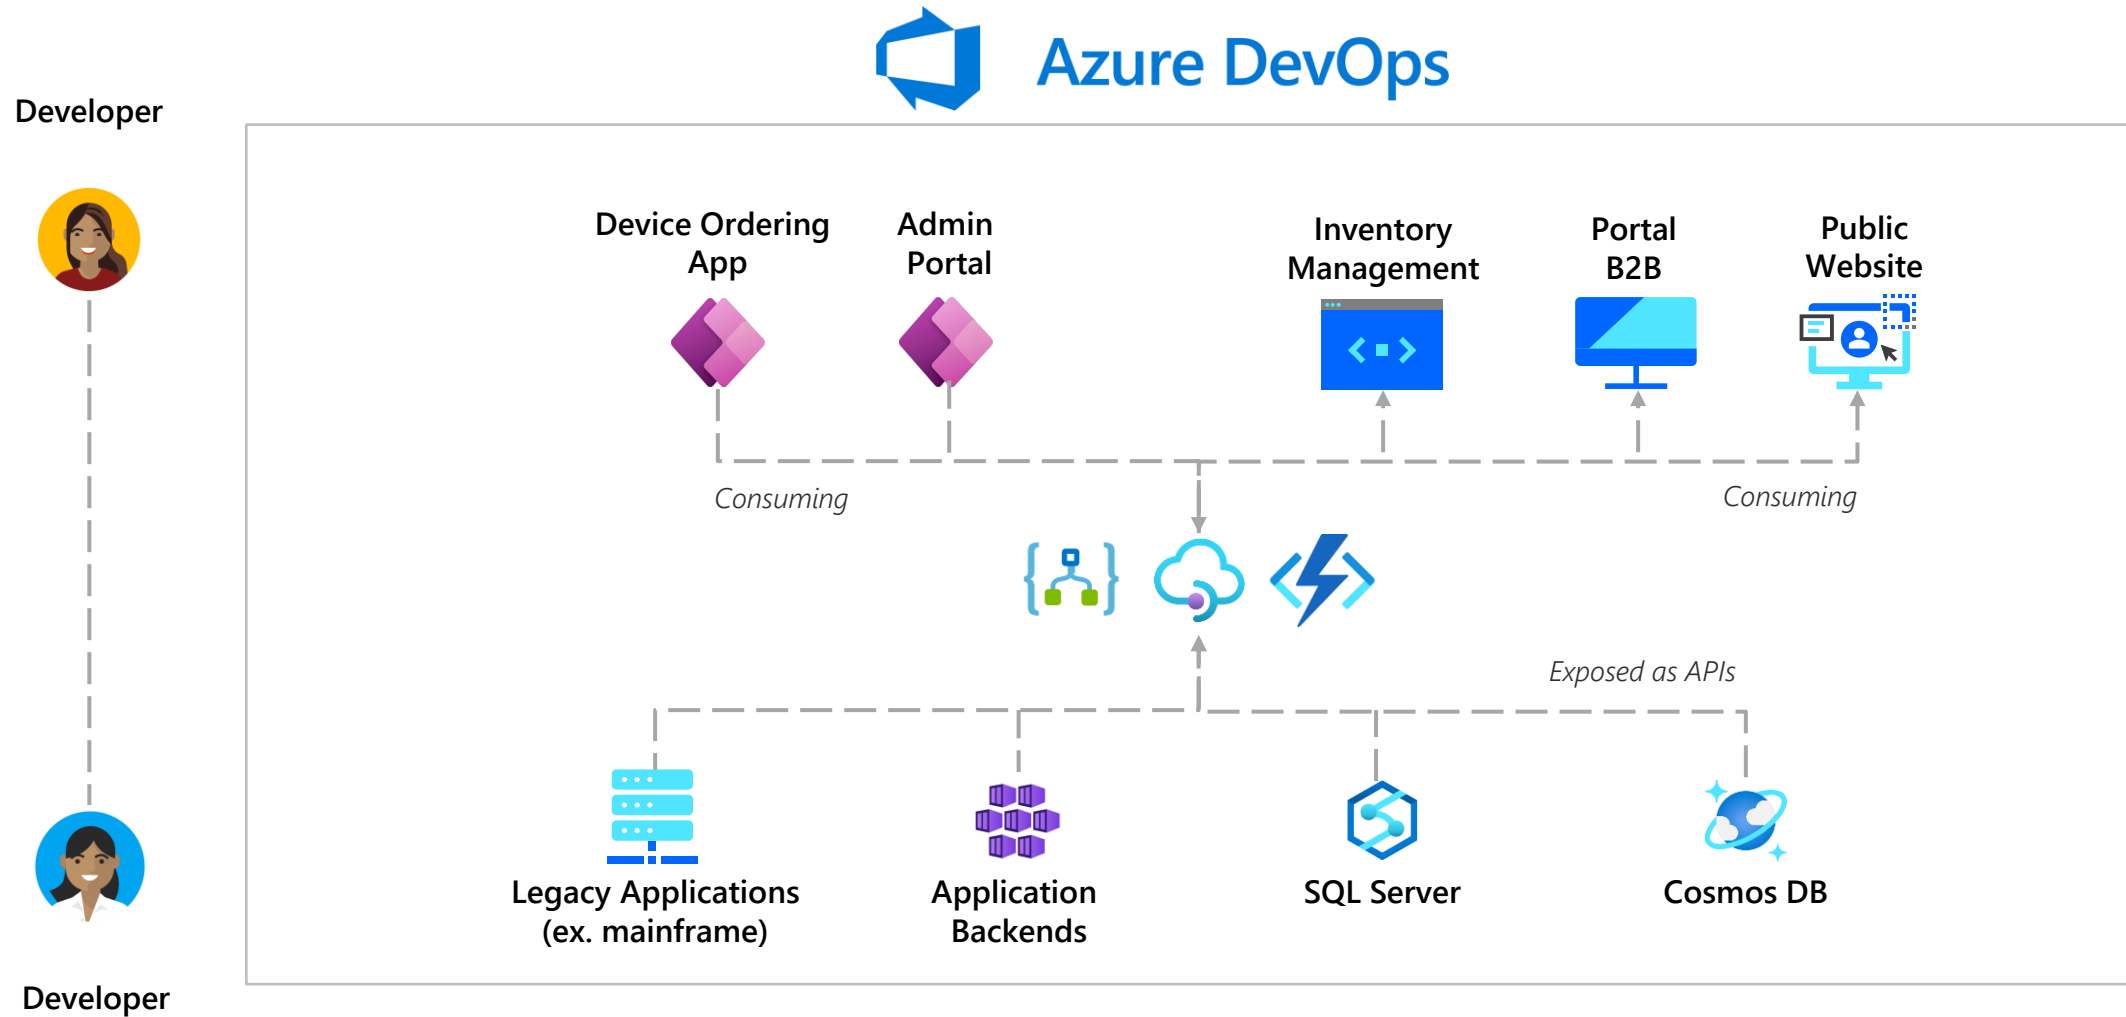 Azure DevOps
Developer
Device Ordering
App
Admin
Portal
Inventory
Management
Portal
B2B
Public
Website
Consuming
Consuming
Exposed as APIs
Legacy Applications
(ex. mainframe)
Application
Backends
SQL Server
Cosmos DB
Developer